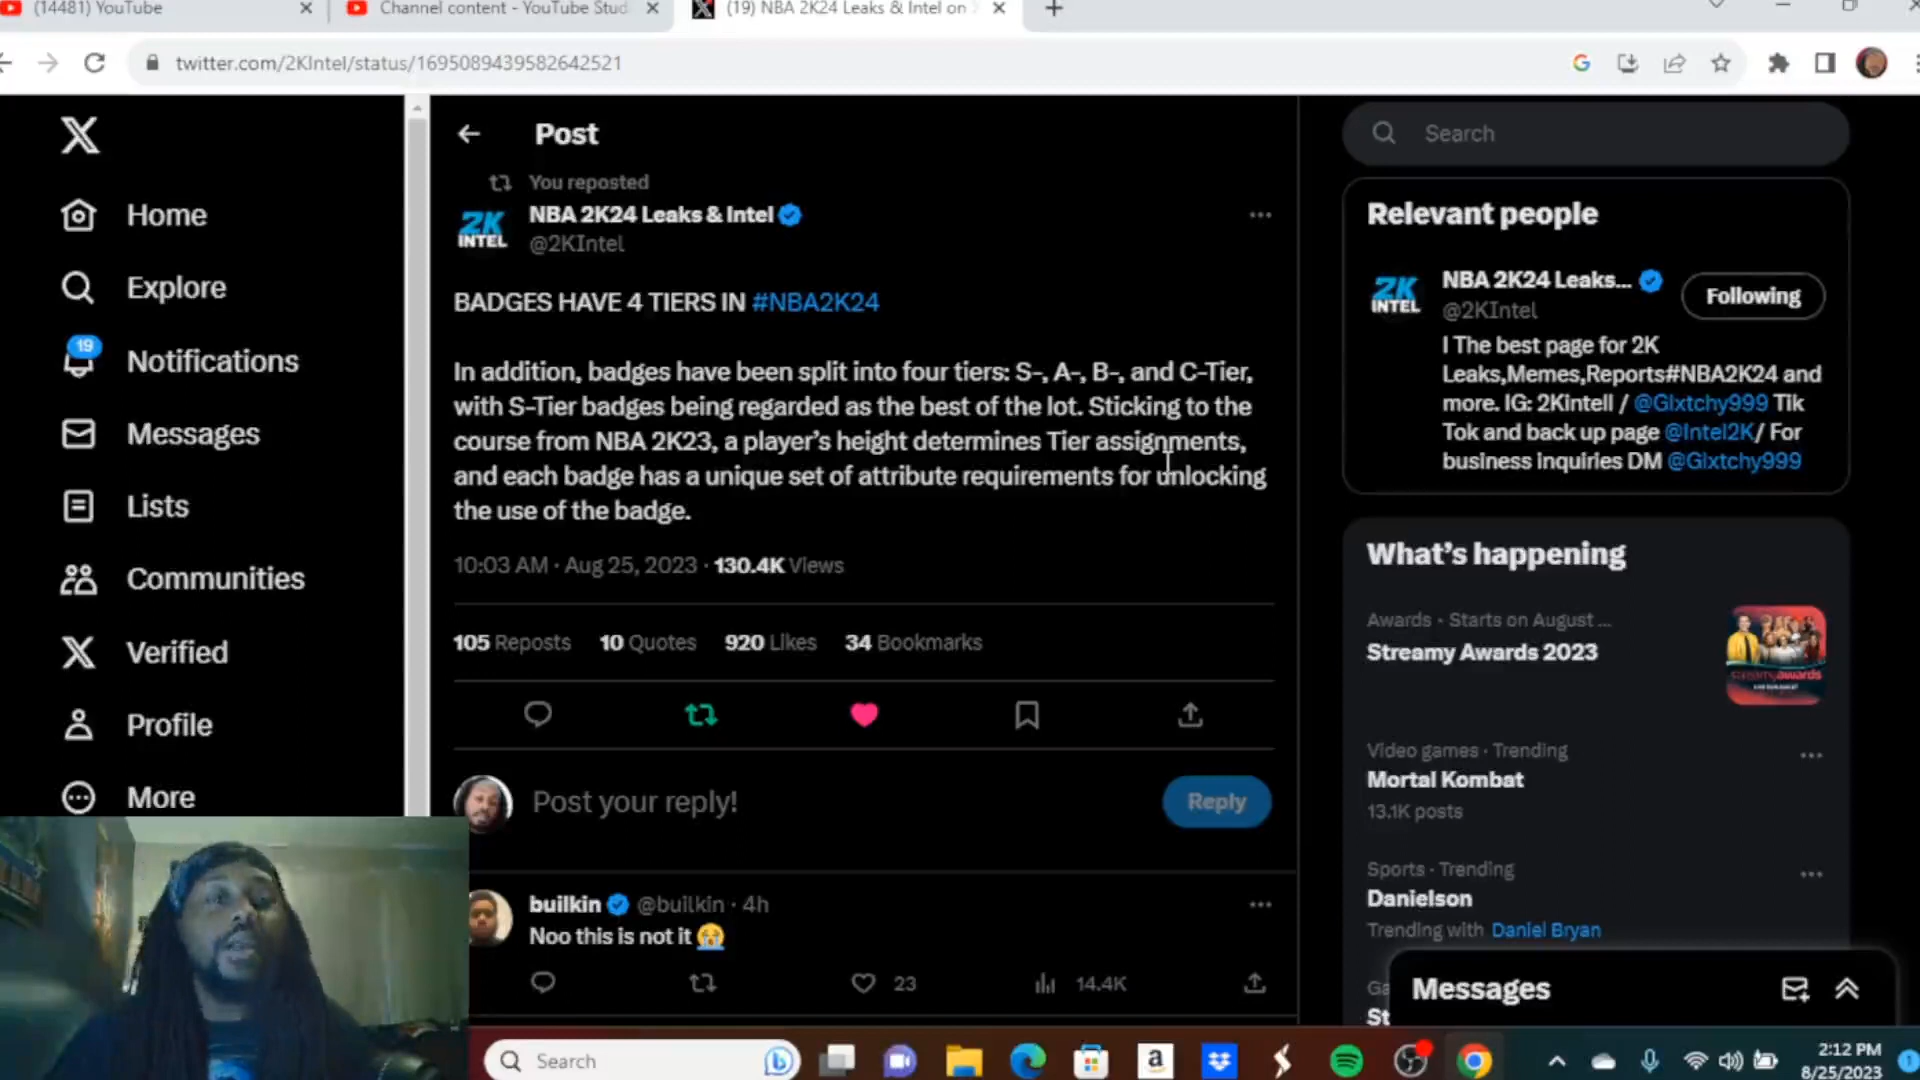 (14481) YouTube
Channel content - YouTube Stud
(19) NBA 2K24 Leaks & Intel on
twitter.com/2KIntel/status/1695089439582642521
Home
Explore
19
Notifications
Messages
Lists
Communities
Verified
Profile
More
Post
You reposted
2K INTEL
NBA 2K24 Leaks & Intel
@2KIntel
BADGES HAVE 4 TIERS IN #NBA2K24
In addition, badges have been split into four tiers: S-, A-, B-, and C-Tier,
with S-Tier badges being regarded as the best of the lot. Sticking to the
course from NBA 2K23, a player's height determines Tier assignments,
and each badge has a unique set of attribute requirements for unlocking
the use of the badge.
10:03 AM · Aug 25, 2023 · 130.4K Views
105 Reposts 10 Quotes 920 Likes 34 Bookmarks
Post your reply!
Reply
builkin @builkin · 4h
Noo this is not it 😭
23
14.4K
Search
Relevant people
2K INTEL
NBA 2K24 Leaks...
@2KIntel
Following
I The best page for 2K
Leaks,Memes,Reports#NBA2K24 and
more. IG: 2Kintell / @Glxtchy999 Tik
Tok and back up page @Intel2K/ For
business inquiries DM @Glxtchy999
What's happening
Awards · Starts on August ...
Streamy Awards 2023
Video games · Trending
Mortal Kombat
13.1K posts
Sports · Trending
Danielson
Trending with Daniel Bryan
Ga
St
Messages
Search
2:12 PM
8/25/2023
1